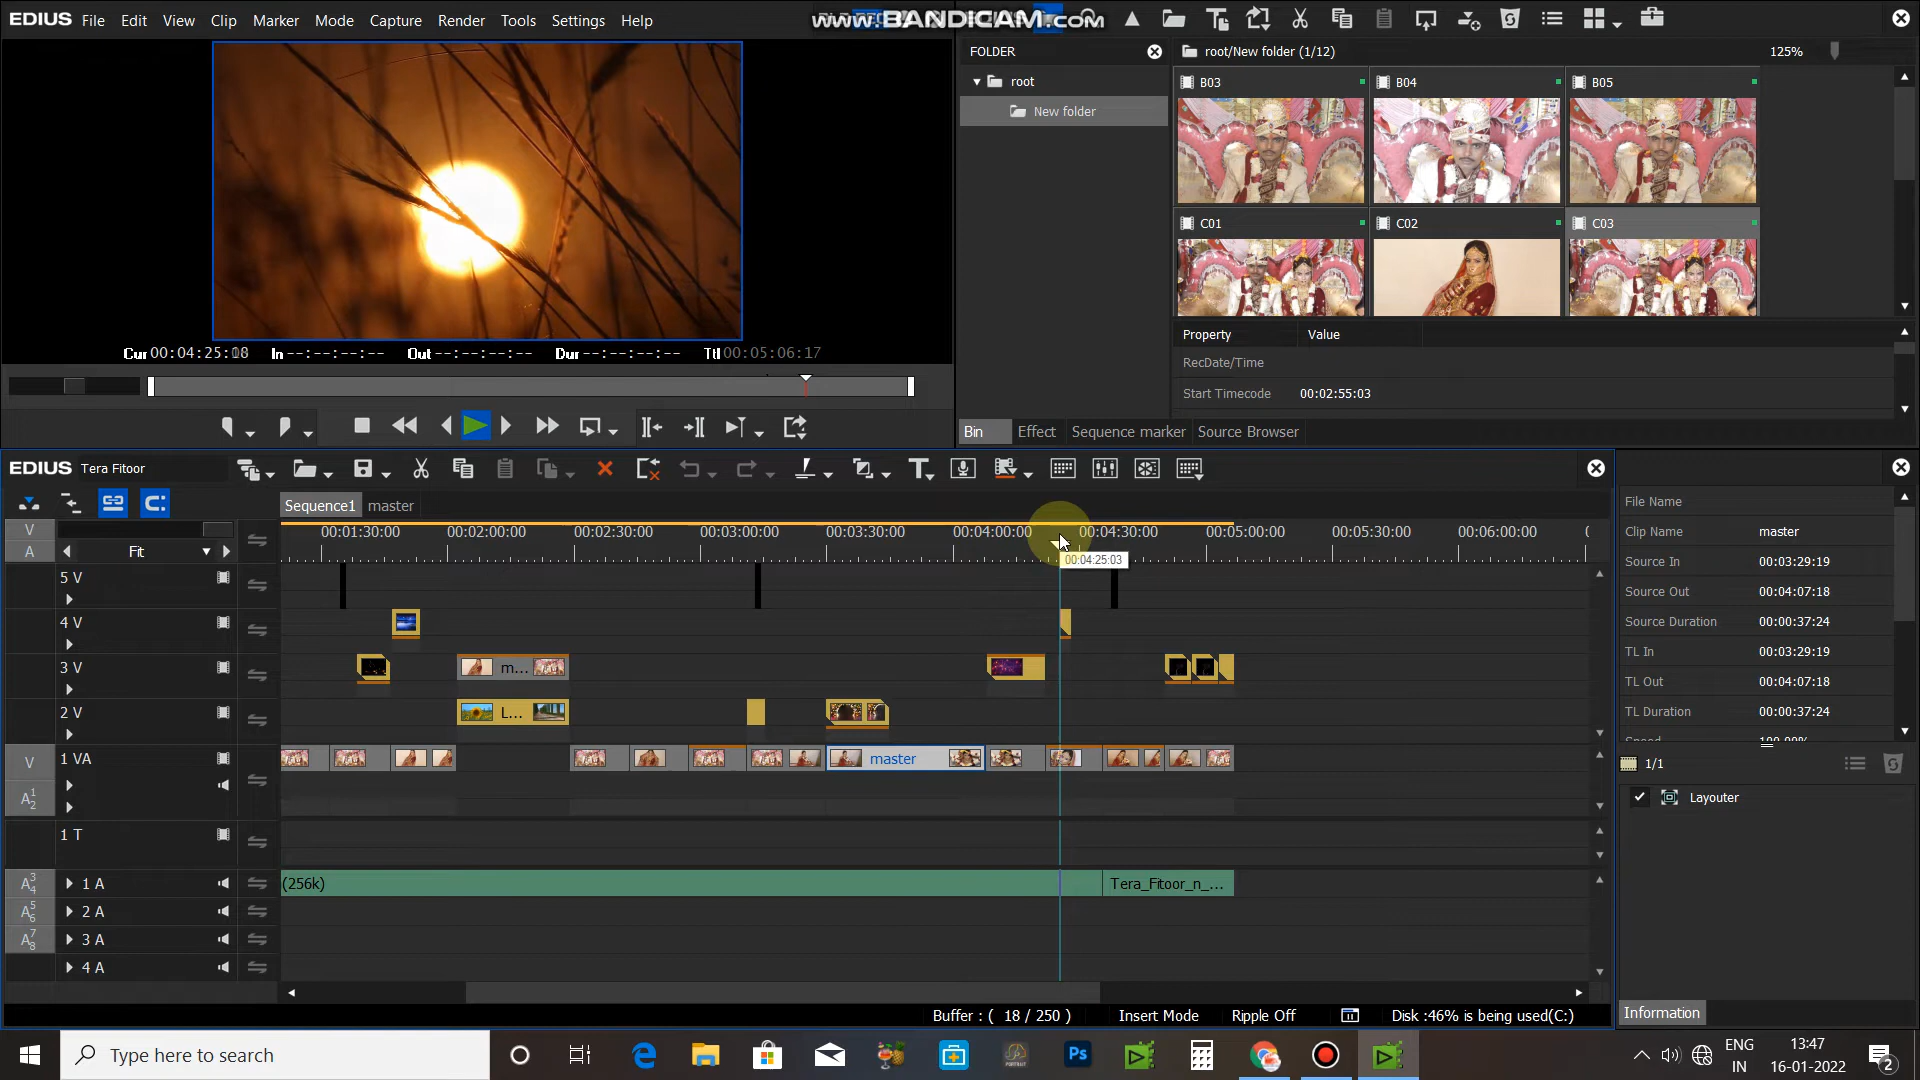 EDIUS File Edit View Clip Marker Mode Capture Render Tools Settings Help
www.BANDICAM.com
FOLDER
root/New folder (1/12)
125%
root
New folder
B03 B04 B05
C01 C02 C03
Property Value
RecDate/Time
Start Timecode 00:02:55:03
Bin Effect Sequence marker Source Browser
Cur 00:04:25:08 In --:--:--:-- Out --:--:--:-- Dur --:--:--:-- Ttl 00:05:06:17
EDIUS Tera Fitoor
Sequence1 master
V
00:01:30:00 00:02:00:00 00:02:30:00 00:03:00:00 00:03:30:00 00:04:00:00 00:04:30:00 00:05:00:00 00:05:30:00 00:06:00:00
A Fit
00:04:25:03
5 V
4 V
3 V m...
2 V L...
V 1 VA master
A 1 2
1 T
A 3 4 1 A (256k) Tera_Fitoor_n_...
A 5 6 2 A
A 7 8 3 A
4 A
Buffer : ( 18 / 250 ) Insert Mode Ripple Off Disk :46% is being used(C:)
File Name
Clip Name master
Source In 00:03:29:19
Source Out 00:04:07:18
Source Duration 00:00:37:24
TL In 00:03:29:19
TL Out 00:04:07:18
TL Duration 00:00:37:24
1/1
Layouter
Information
Type here to search
Ps
ENG
IN
13:47
16-01-2022
2